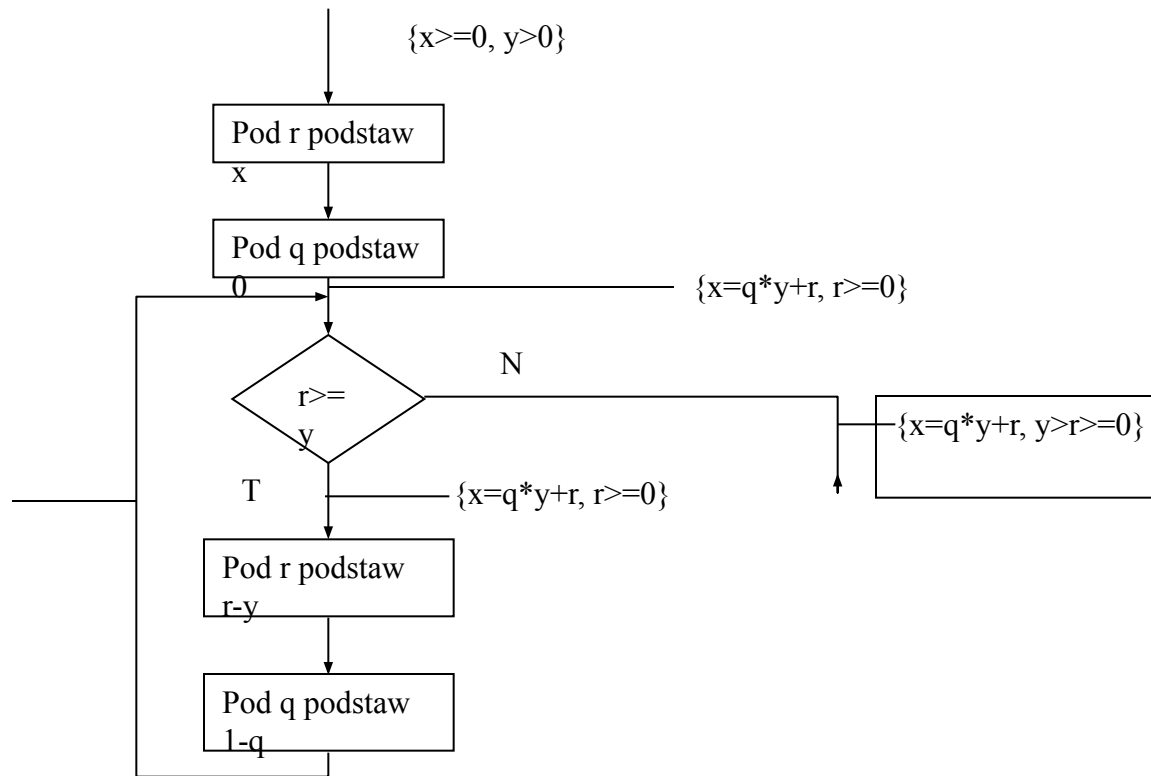 {x>=0, y>0}
Pod r podstaw
x
Pod q podstaw
0
{x=q*y+r, r>=0}
N
r>=
y
{x=q*y+r, y>r>=0}
T
{x=q*y+r, r>=0}
Pod r podstaw
r-y
Pod q podstaw
1-q